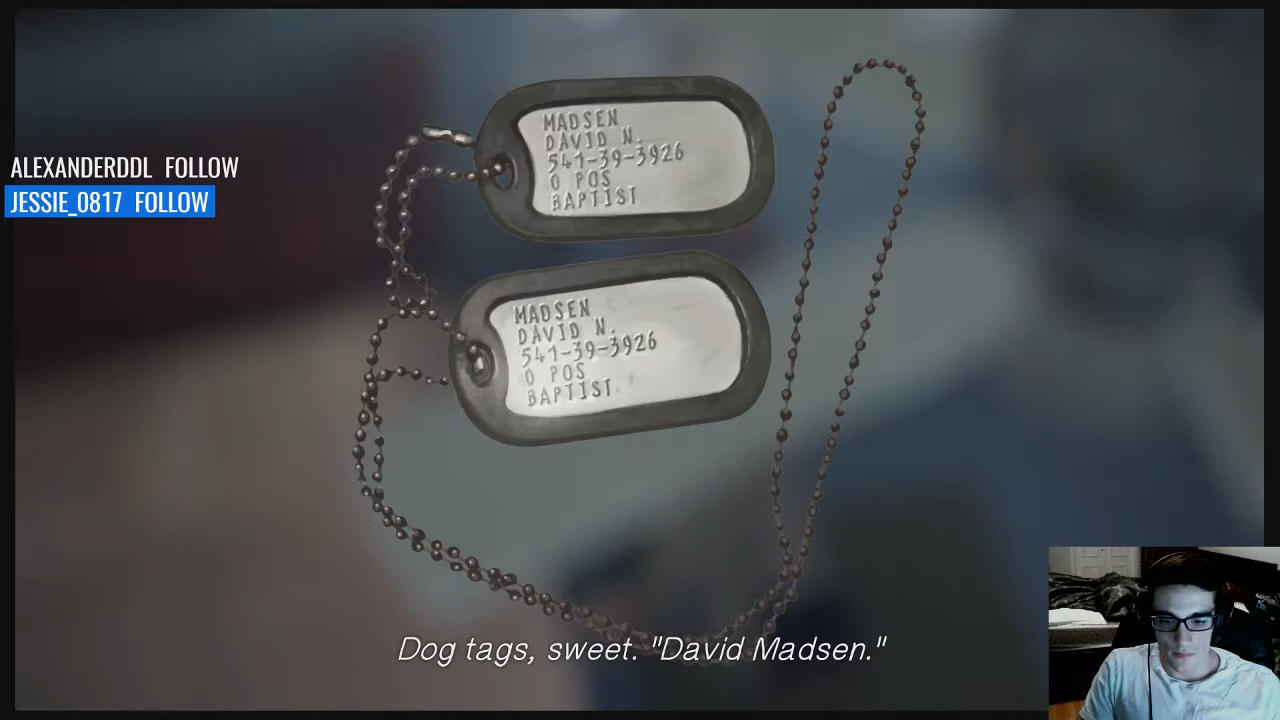 ALEXANDERDDL FOLLOW
JESSIE_0817 FOLLOW
MADSEN
DAVID N.
541-39-3926
O POS
BAPTIST
MADSEN
DAVID N.
541-39-3926
O POS
BAPTIST
Dog tags, sweet. "David Madsen."